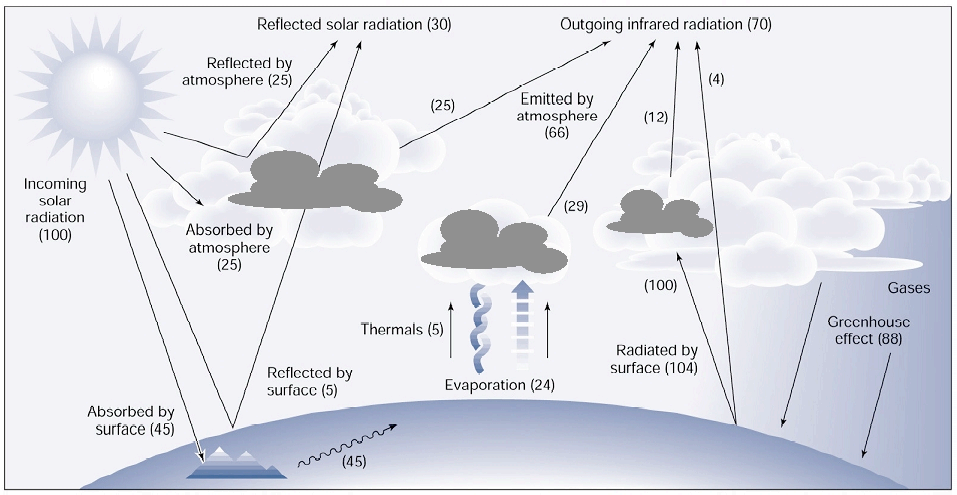 Reflected solar radiation (30)
Outgoing infrared radiation (70)
Reflected by
atmosphere (25)
(25)
Emitted by
atmosphere
(66)
(4)
(12)
Incoming
solar
radiation
(100)
Absorbed by
atmosphere
(25)
(29)
(100)
Gases
Thermals (5)
Greenhouse
effect (88)
Radiated by
surface (104)
Reflected by
surface (5)
Evaporation (24)
Absorbed by
surface (45)
(45)